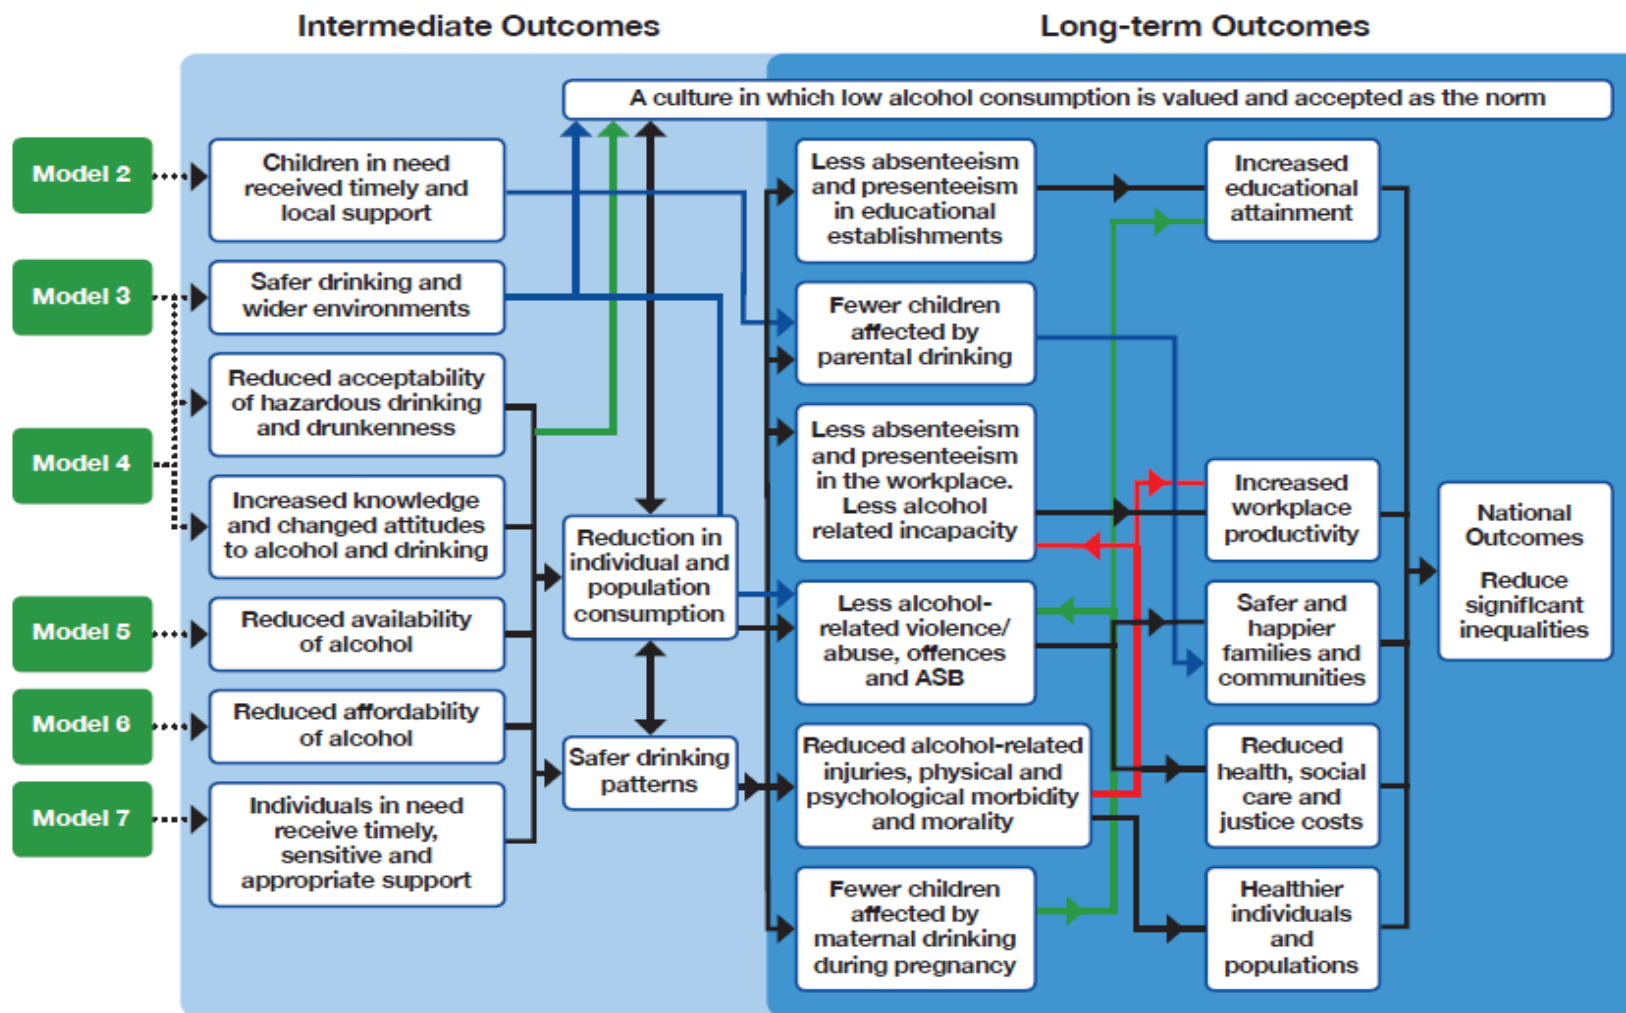 Intermediate Outcomes
Long-term Outcomes
A culture in which low alcohol consumption is valued and accepted as the norm
Model 2
Model 3
Model 4
Model 5
Model 6
Model 7
Children in need
received timely and
local support
Safer drinking and
wider environments
Reduced acceptability
of hazardous drinking
and drunkenness
Increased knowledge
and changed attitudes
to alcohol and drinking
Reduced availability
of alcohol
Reduced affordability
of alcohol
Individuals in need
receive timely,
sensitive and
appropriate support
Reduction in
individual and
population
consumption
Safer drinking
patterns
Less absenteeism
and presenteeism
in educational
establishments
Fewer children
affected by
parental drinking
Less absenteeism
and presenteeism
in the workplace.
Less alcohol
related incapacity
Less alcohol-
related violence/
abuse, offences
and ASB
Reduced alcohol-related
injuries, physical and
psychological morbidity
and morality
Fewer children
affected by
maternal drinking
during pregnancy
Increased
educational
attainment
Increased
workplace
productivity
Safer and
happier
families and
communities
Reduced
health, social
care and
justice costs
Healthier
individuals
and
populations
National
Outcomes
Reduce
significant
inequalities